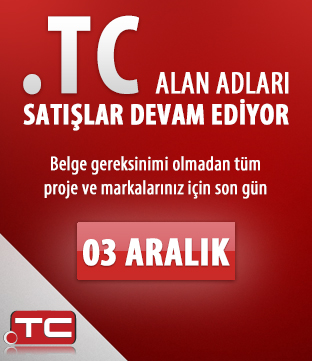 .TC ALAN ADLARI
SATIŞLAR DEVAM EDİYOR
Belge gereksinimi olmadan tüm
proje ve markalarınız için son gün
03 ARALIK
.TC